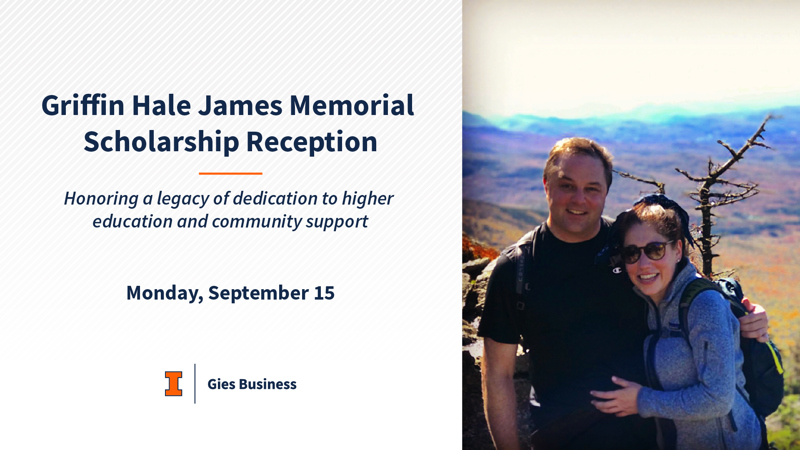 Griffin Hale James Memorial
Scholarship Reception
Honoring a legacy of dedication to higher
education and community support
Monday, September 15
I Gies Business